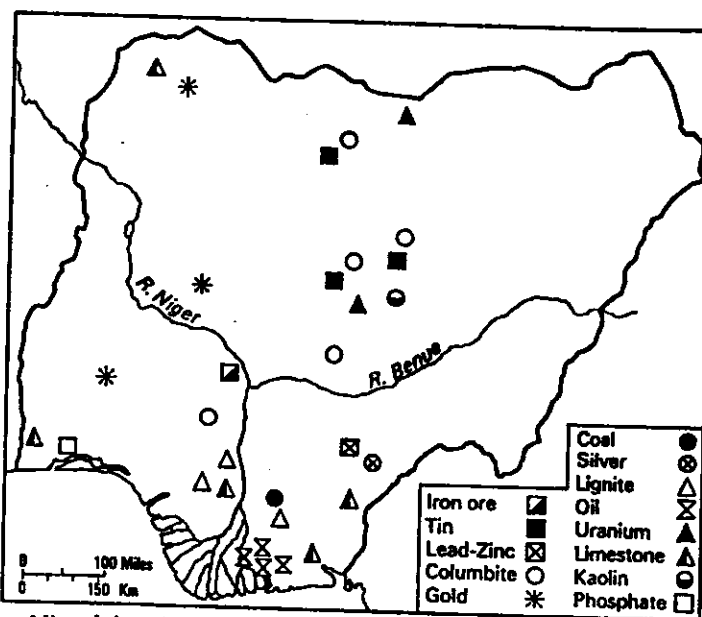 R. Niger
R. Benue
0 100 Miles
0 150
Km
Iron ore
Tin
Lead-Zinc
Columbite
Gold
Coal
Silver
Lignite
Oil
Uranium
Limestone
Kaolin
Phosphate